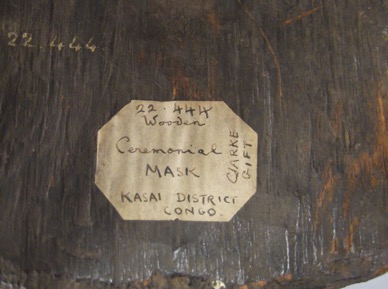 22.444
22.444
Wooden
Ceremonial
MASK
KASAI DISTRICT
CONGO.
CLARKE
GIFT